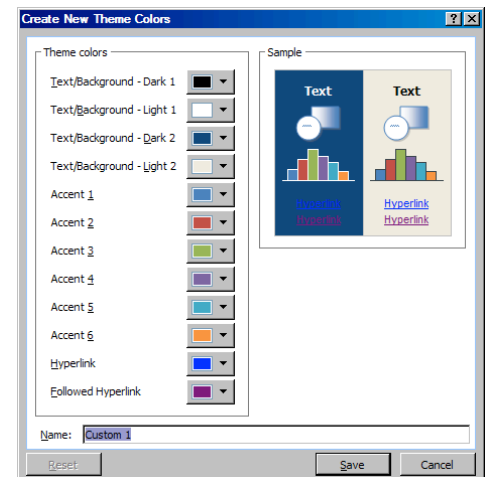 Create New Theme Colors
Theme colors
Text/Background - Dark 1
Text/Background - Light 1
Text/Background - Dark 2
Text/Background - Light 2
Accent 1
Accent 2
Accent 3
Accent 4
Accent 5
Accent 6
Hyperlink
Followed Hyperlink
Sample
Text Text
Hyperlink Hyperlink
Hyperlink Hyperlink
Name: Custom 1
Reset Save Cancel